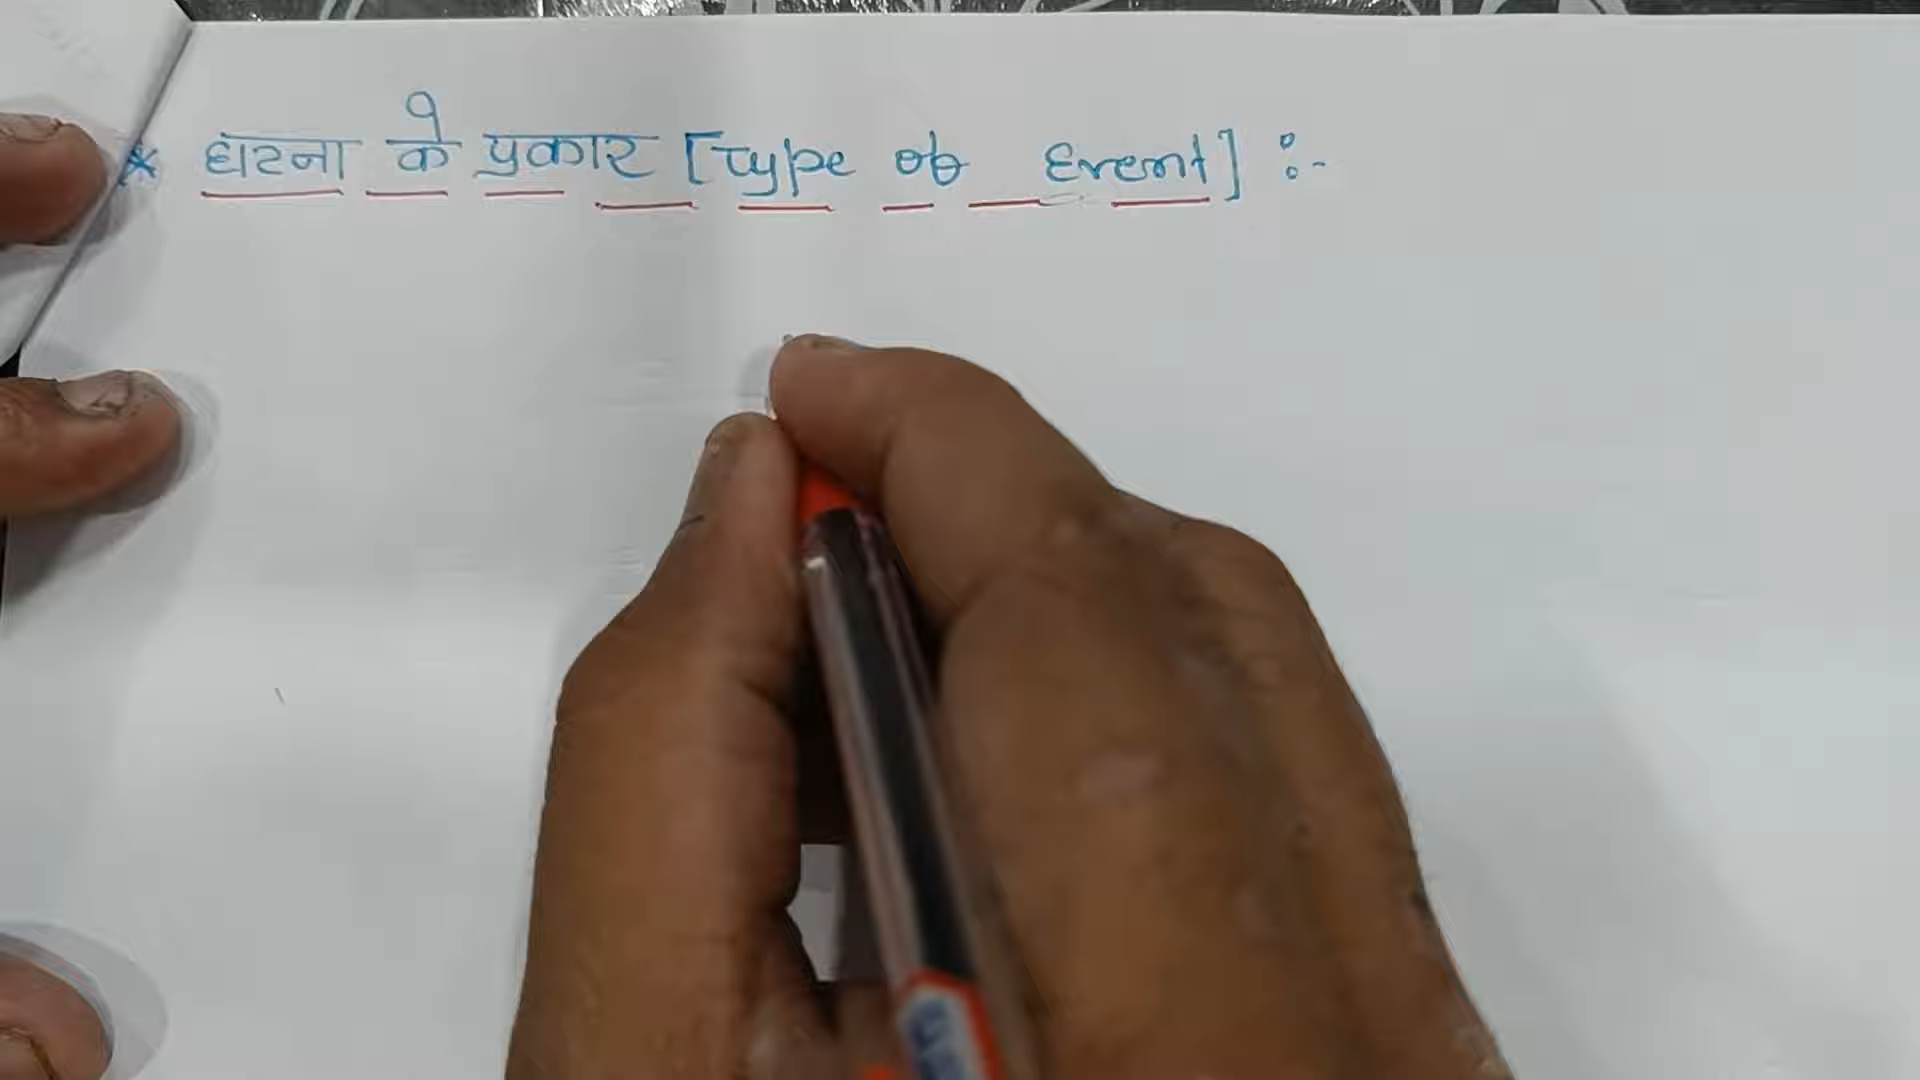 * घटना के प्रकार [Type of Event] :-